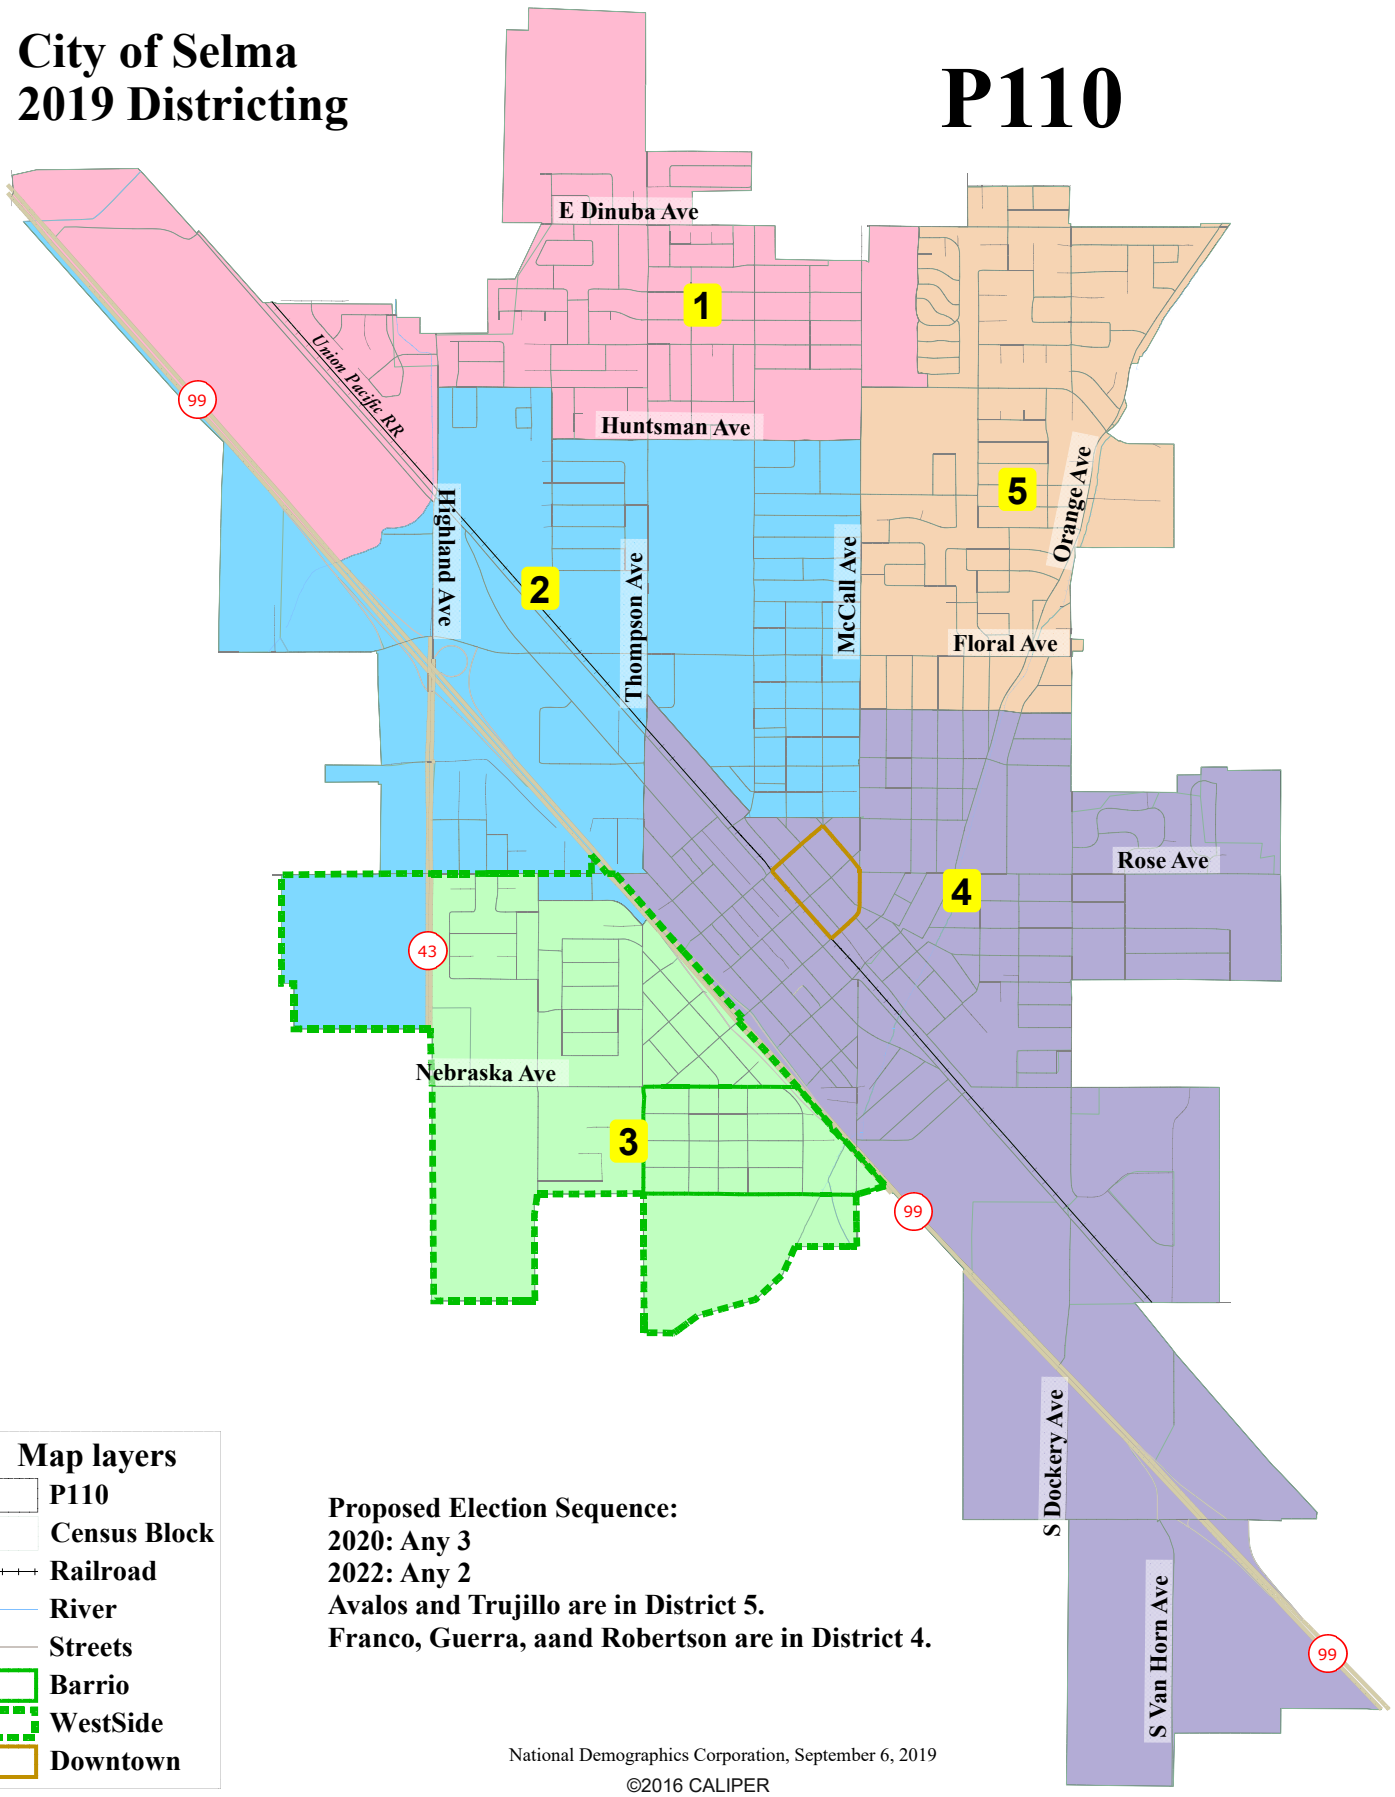 City of Selma
2019 Districting
P110
E Dinuba Ave
1
Union Pacific RR
99
Huntsman Ave
5
Orange Ave
Highland Ave
2
Thompson Ave
McCall Ave
Floral Ave
Rose Ave
4
43
Nebraska Ave
3
99
S Dockery Ave
S Van Horn Ave
99
Map layers
P110
Census Block
Railroad
River
Streets
Barrio
WestSide
Downtown
Proposed Election Sequence:
2020: Any 3
2022: Any 2
Avalos and Trujillo are in District 5.
Franco, Guerra, aand Robertson are in District 4.
National Demographics Corporation, September 6, 2019
©2016 CALIPER